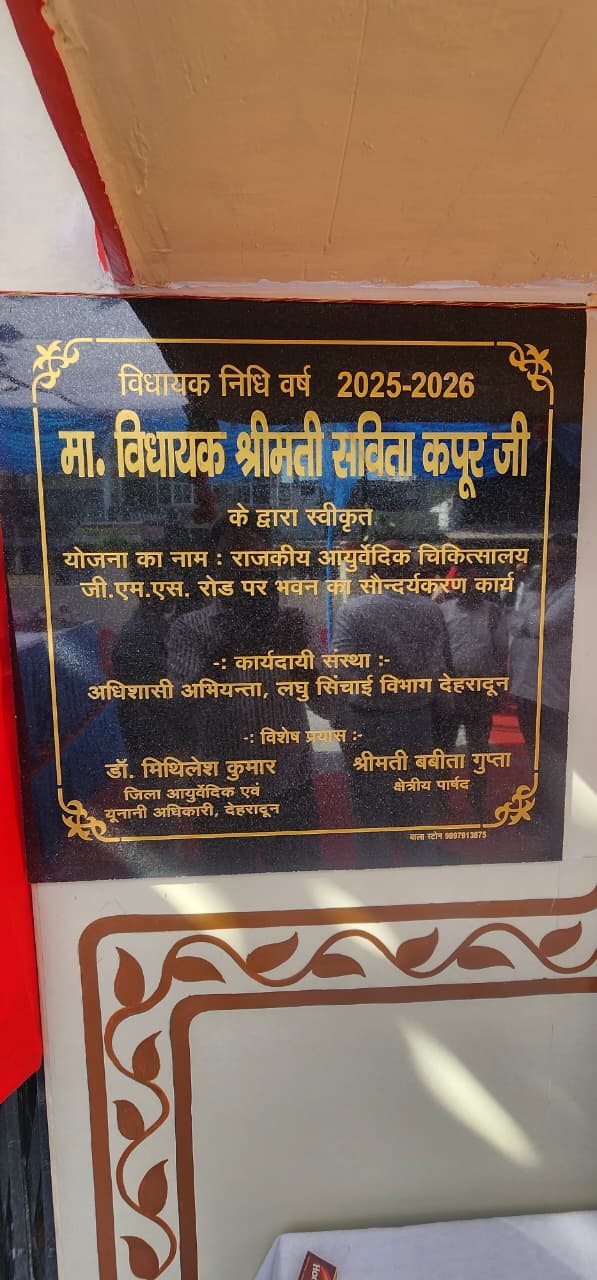 विधायक निधि वर्ष 2025-2026
मा. विधायक श्रीमती सविता कपूर जी
के द्वारा स्वीकृत
योजना का नाम : राजकीय आयुर्वेदिक चिकित्सालय
जी.एम.एस. रोड पर भवन का सौन्दर्यकरण कार्य
-: कार्यदायी संस्था :-
अधिशासी अभियन्ता, लघु सिंचाई विभाग देहरादून
-: विशेष प्रयास :-
डॉ. मिथिलेश कुमार
जिला आयुर्वेदिक एवं
यूनानी अधिकारी, देहरादून
श्रीमती बबीता गुप्ता
क्षेत्रीय पार्षद
बाला स्टोन 9897913875